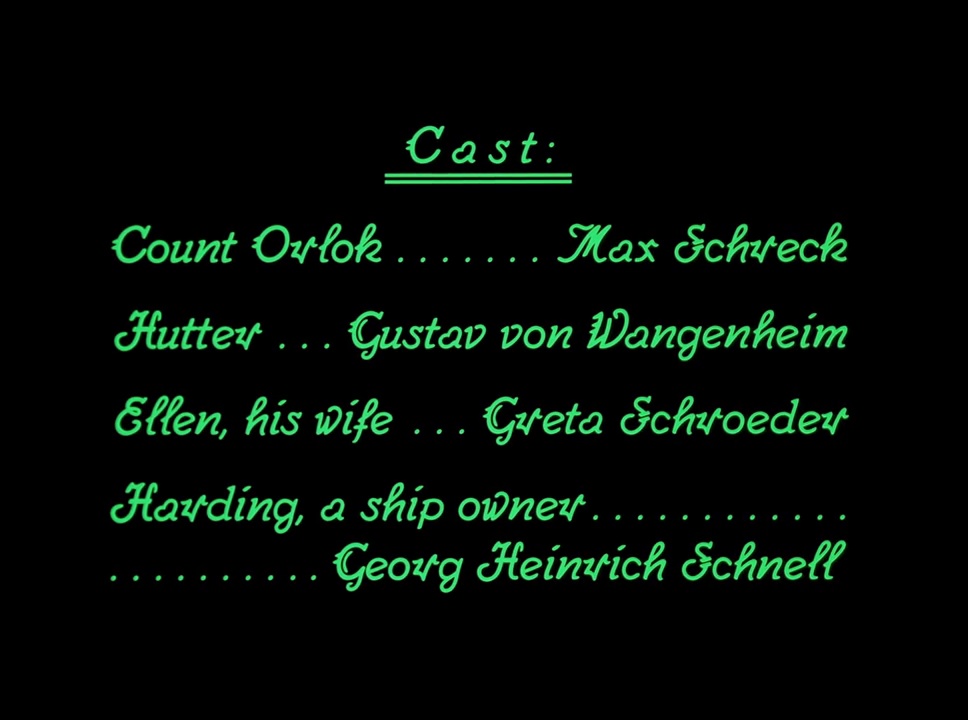 Cast:
Count Orlok . . . . . . . Max Schreck
Hutter . . . Gustav von Wangenheim
Ellen, his wife . . . Greta Schroeder
Harding, a ship owner . . . . . . . . . . . .
. . . . . . . . . . Georg Heinrich Schnell